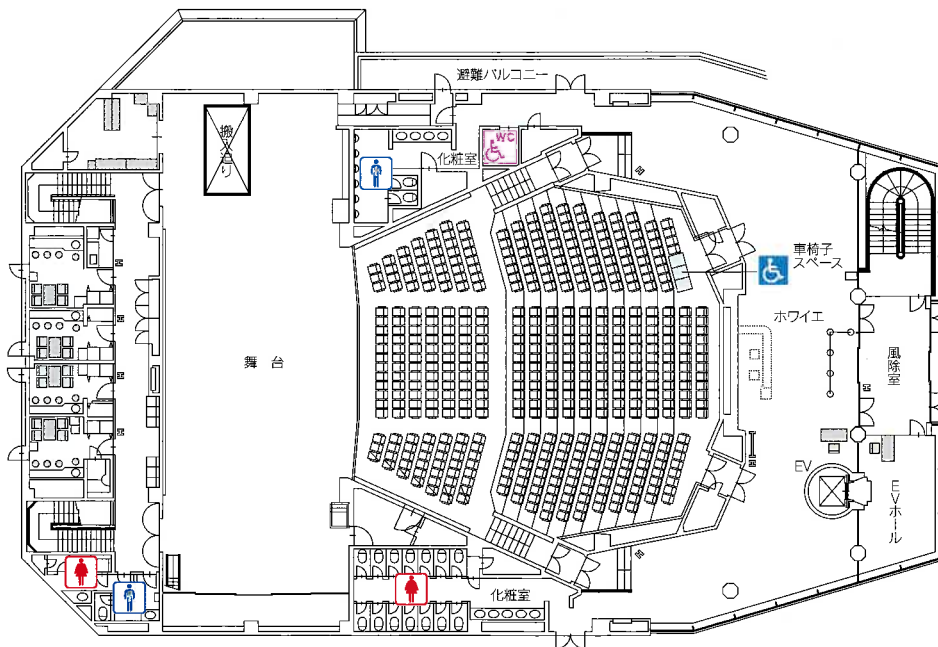 避難バルコニー
搬入口
化粧室
WC
車椅子
スペース
ホワイエ
舞 台
風除室
EV
EVホール
化粧室